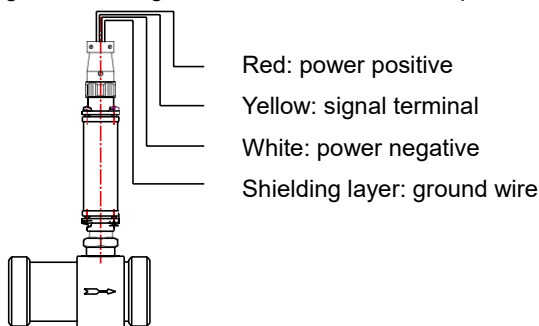 Red: power positive
Yellow: signal terminal
White: power negative
Shielding layer: ground wire